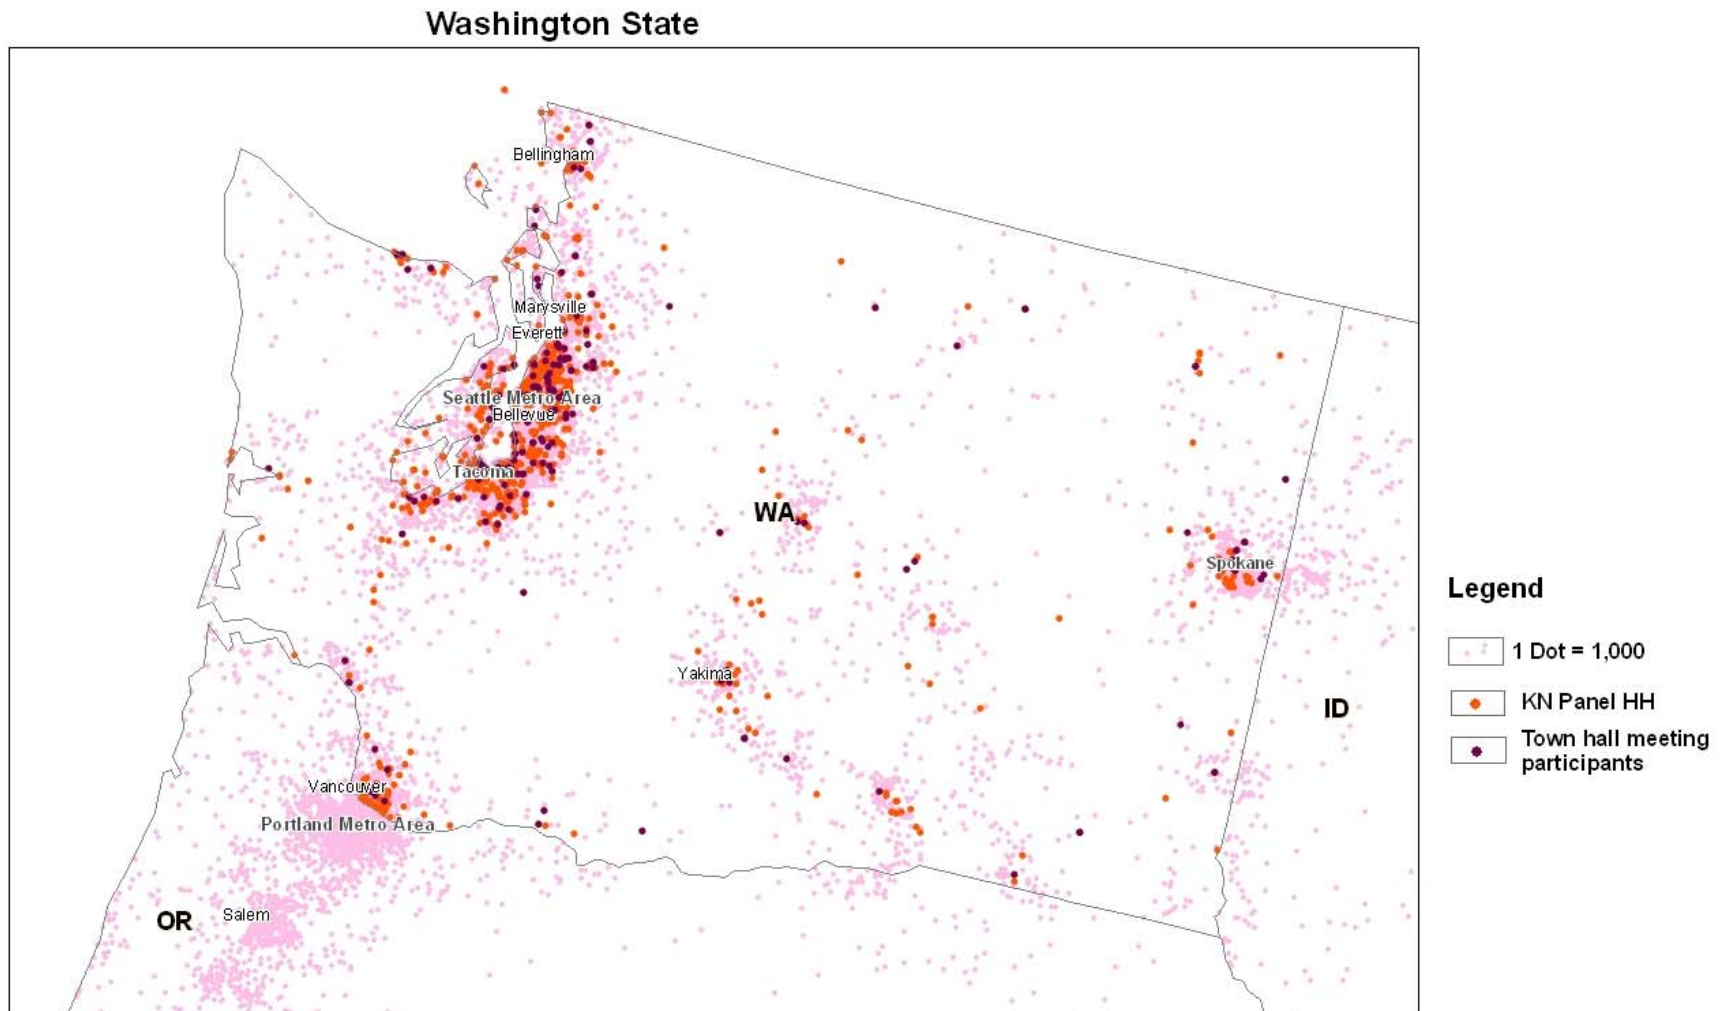 Washington State
Bellingham
Marysville
Everett
Seattle Metro Area
Bellevue
Tacoma
WA
Spokane
Yakima
ID
Vancouver
Portland Metro Area
OR
Salem
Legend
1 Dot = 1,000
KN Panel HH
Town hall meeting
participants